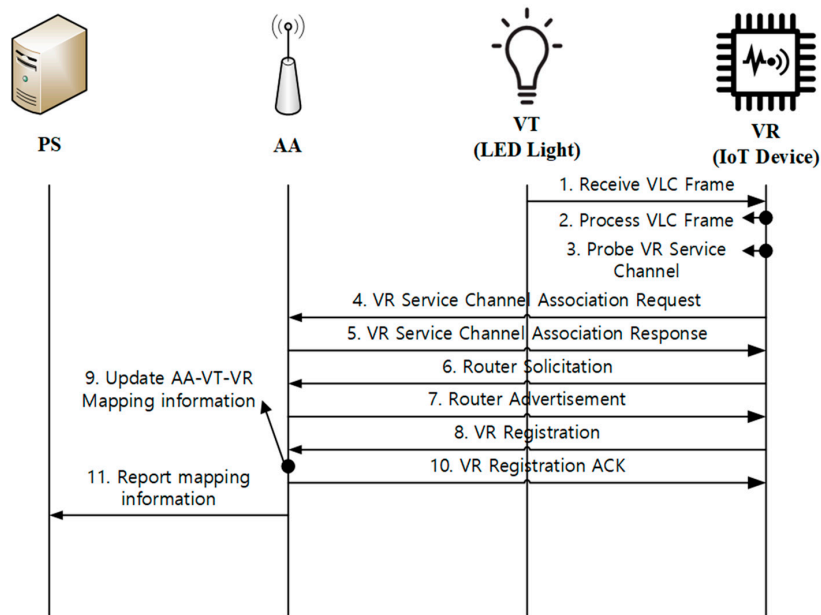 PS
AA
VT
(LED Light)
VR
(IoT Device)
1. Receive VLC Frame
2. Process VLC Frame
3. Probe VR Service
Channel
4. VR Service Channel Association Request
5. VR Service Channel Association Response
6. Router Solicitation
7. Router Advertisement
8. VR Registration
9. Update AA-VT-VR
Mapping information
10. VR Registration ACK
11. Report mapping
information